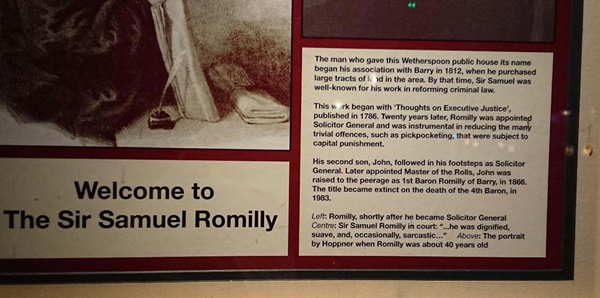 The man who gave this Wetherspoon public house its name
began his association with Barry in 1812, when he purchased
large tracts of land in the area. By that time, Sir Samuel was
well-known for his work in reforming criminal law.
This work began with 'Thoughts on Executive Justice',
published in 1786. Twenty years later, Romilly was appointed
Solicitor General and was instrumental in reducing the many
trivial offences, such as pickpocketing, that were subject to
capital punishment.
His second son, John, followed in his footsteps as Solicitor
General. Later appointed Master of the Rolls, John was
raised to the peerage as 1st Baron Romilly of Barry, in 1866.
The title became extinct on the death of the 4th Baron, in
1983.
Left: Romilly, shortly after he became Solicitor General
Centre: Sir Samuel Romilly in court: "...he was dignified,
suave, and, occasionally, sarcastic..." Above: The portrait
by Hoppner when Romilly was about 40 years old
Welcome to
The Sir Samuel Romilly